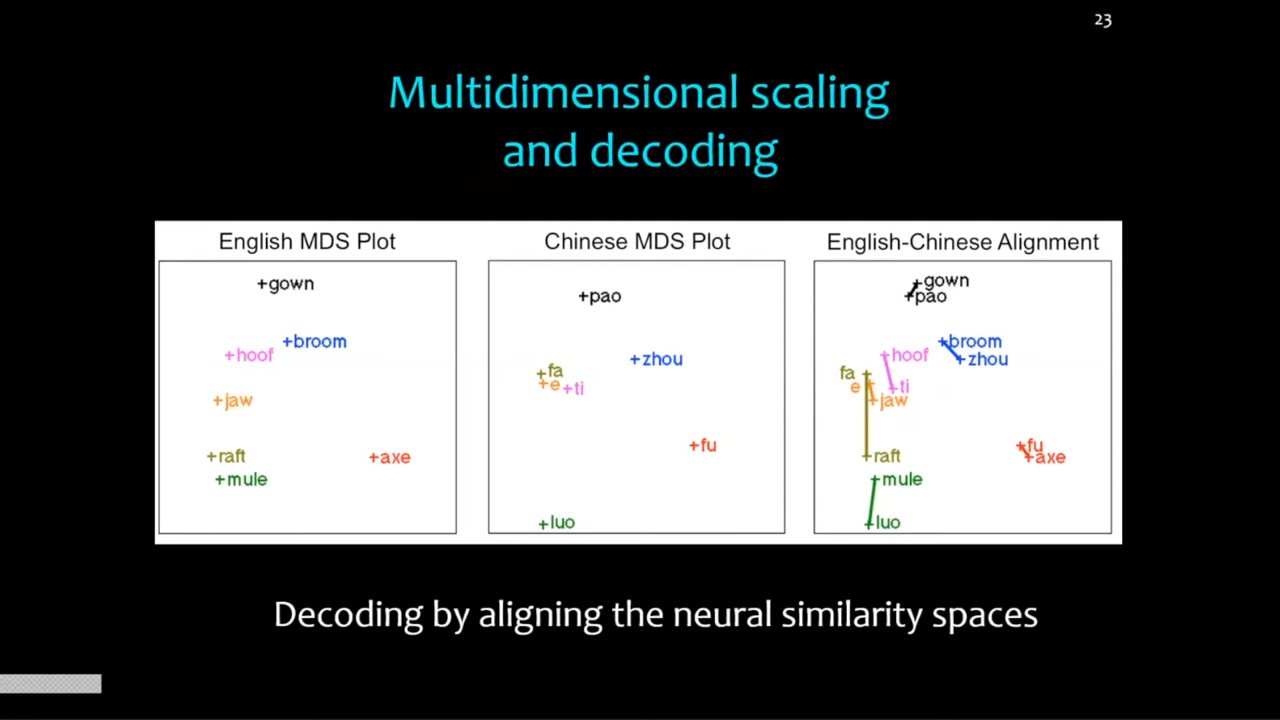 23
Multidimensional scaling
and decoding
English MDS Plot
gown
broom
hoof
jaw
raft
axe
mule
Chinese MDS Plot
pao
zhou
fa
e
ti
fu
luo
English-Chinese Alignment
gown
pao
broom
hoof
zhou
fa
e
ti
jaw
fu
raft
axe
mule
luo
Decoding by aligning the neural similarity spaces